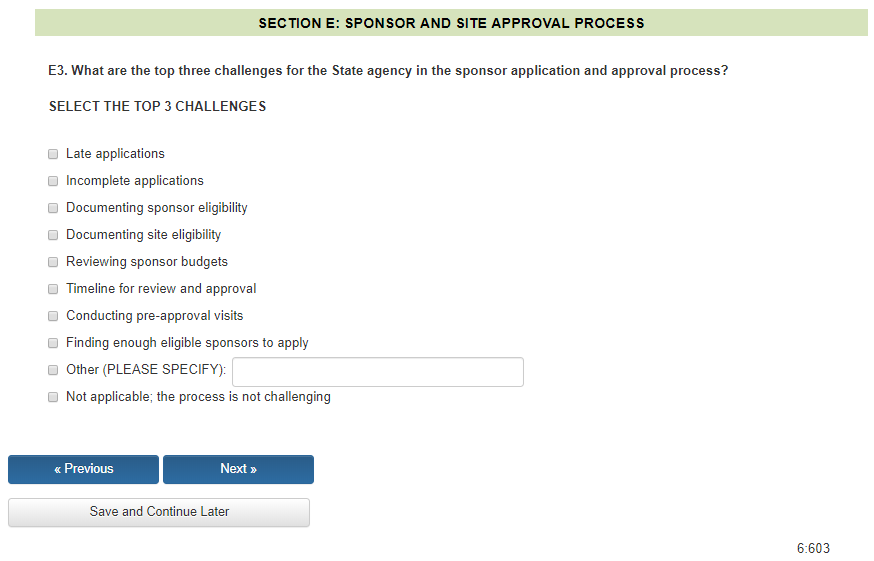 SECTION E: SPONSOR AND SITE APPROVAL PROCESS
E3. What are the top three challenges for the State agency in the sponsor application and approval process?
SELECT THE TOP 3 CHALLENGES
Late applications
Incomplete applications
Documenting sponsor eligibility
Documenting site eligibility
Reviewing sponsor budgets
Timeline for review and approval
Conducting pre-approval visits
Finding enough eligible sponsors to apply
Other (PLEASE SPECIFY):
Not applicable; the process is not challenging
« Previous
Next »
Save and Continue Later
6:603